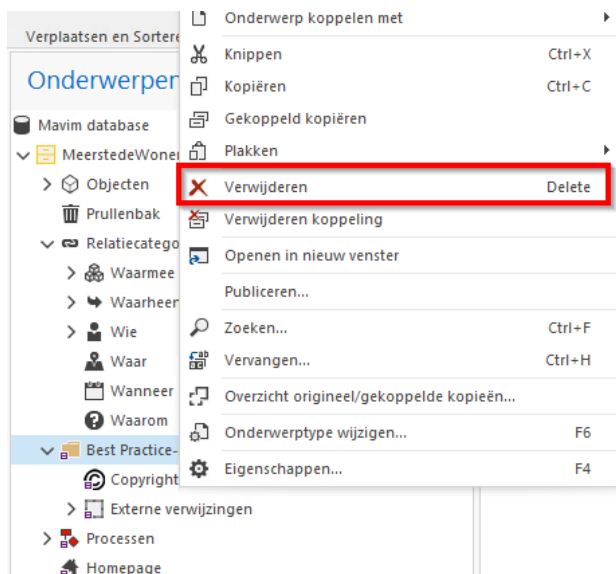 Onderwerp koppelen met
Verplaatsen en Sortere
Knippen Ctrl+X
Onderwerpen
Kopiëren Ctrl+C
Gekoppeld kopiëren
Mavim database
Plakken
MeerstedeWoner
Objecten
Verwijderen Delete
Prullenbak
Verwijderen koppeling
Relatiecatego
Openen in nieuw venster
Waarmee
Publiceren...
Waarheen
Zoeken... Ctrl+F
Wie
Vervangen... Ctrl+H
Waar
Wanneer
Overzicht origineel/gekoppelde kopieën...
Waarom
Onderwerptype wijzigen... F6
Best Practice-
Eigenschappen... F4
Copyright
Externe verwijzingen
Processen
Homepage